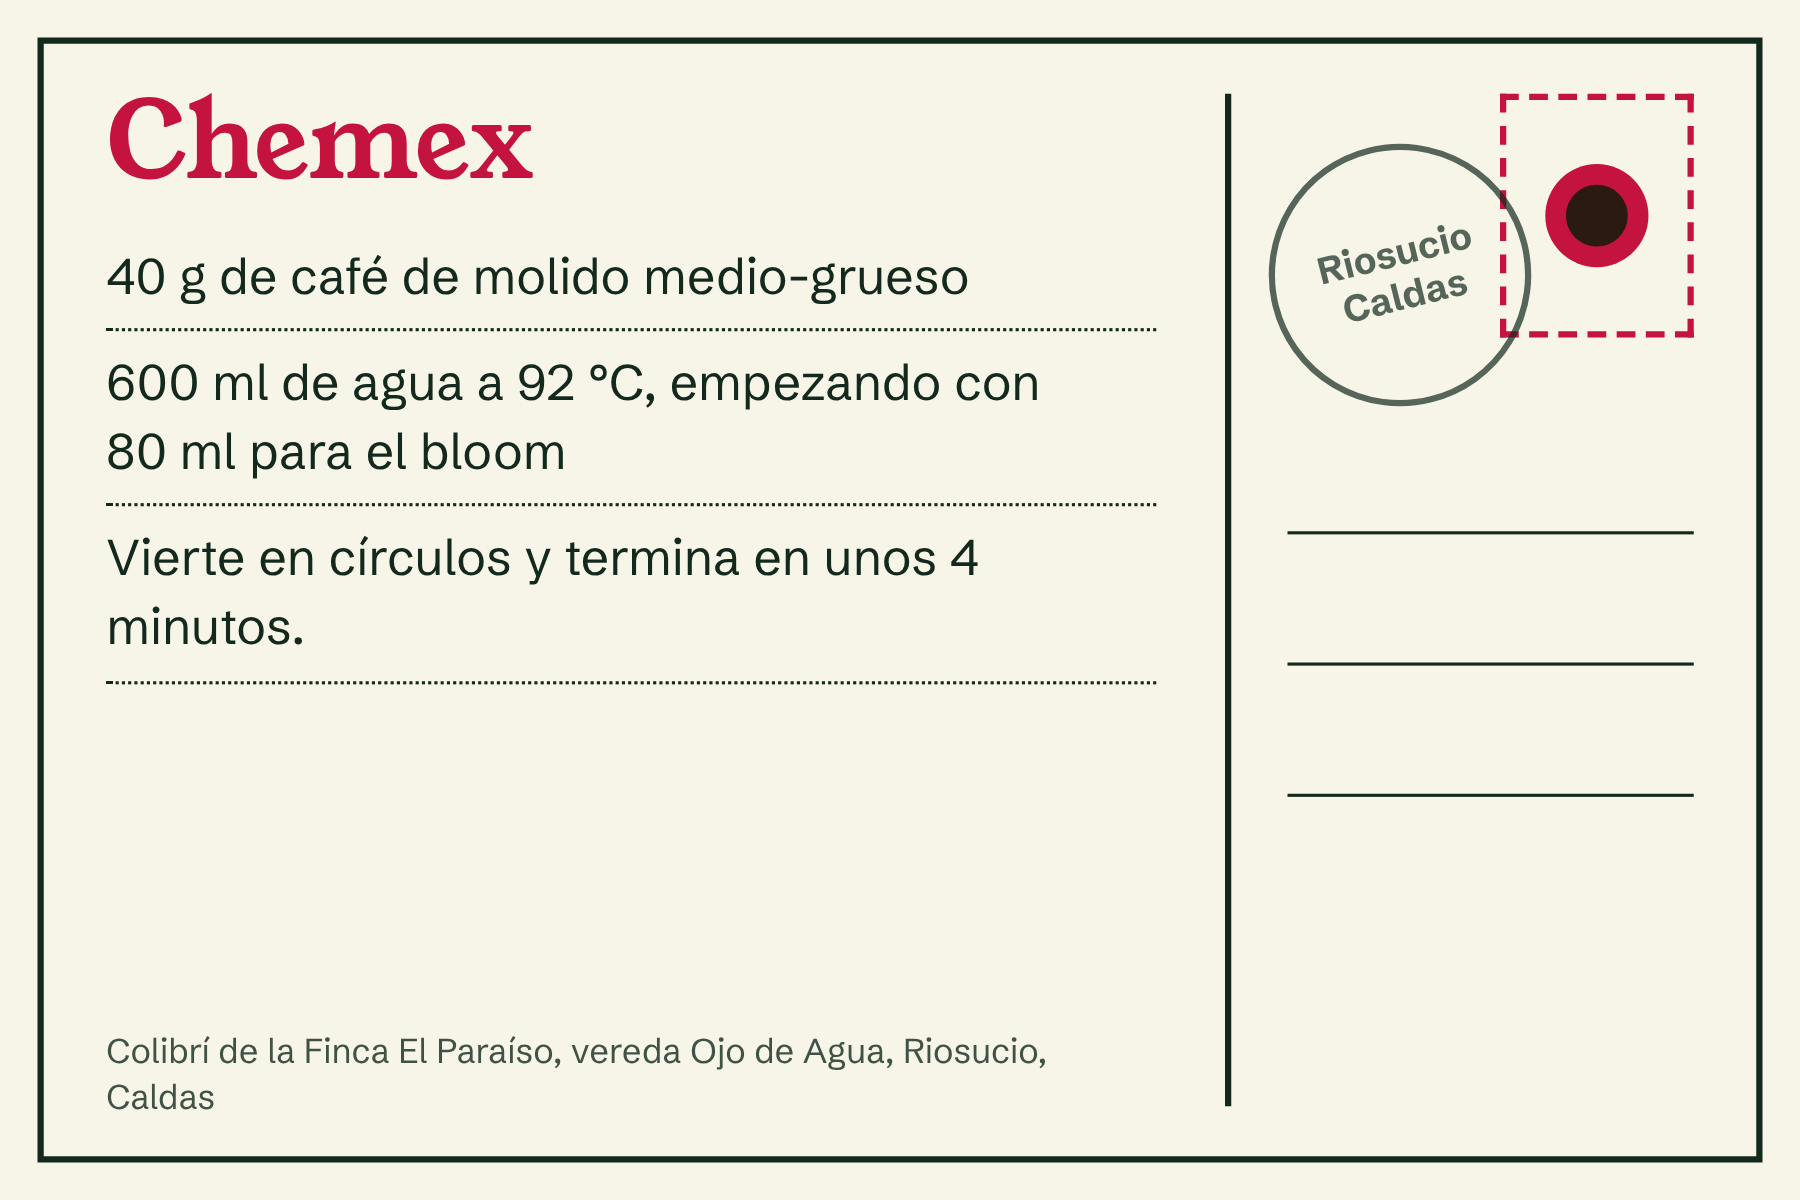 Chemex
40 g de café de molido medio-grueso
600 ml de agua a 92 °C, empezando con
80 ml para el bloom
Vierte en círculos y termina en unos 4
minutos.
Colibrí de la Finca El Paraíso, vereda Ojo de Agua, Riosucio,
Caldas
Riosucio
Caldas